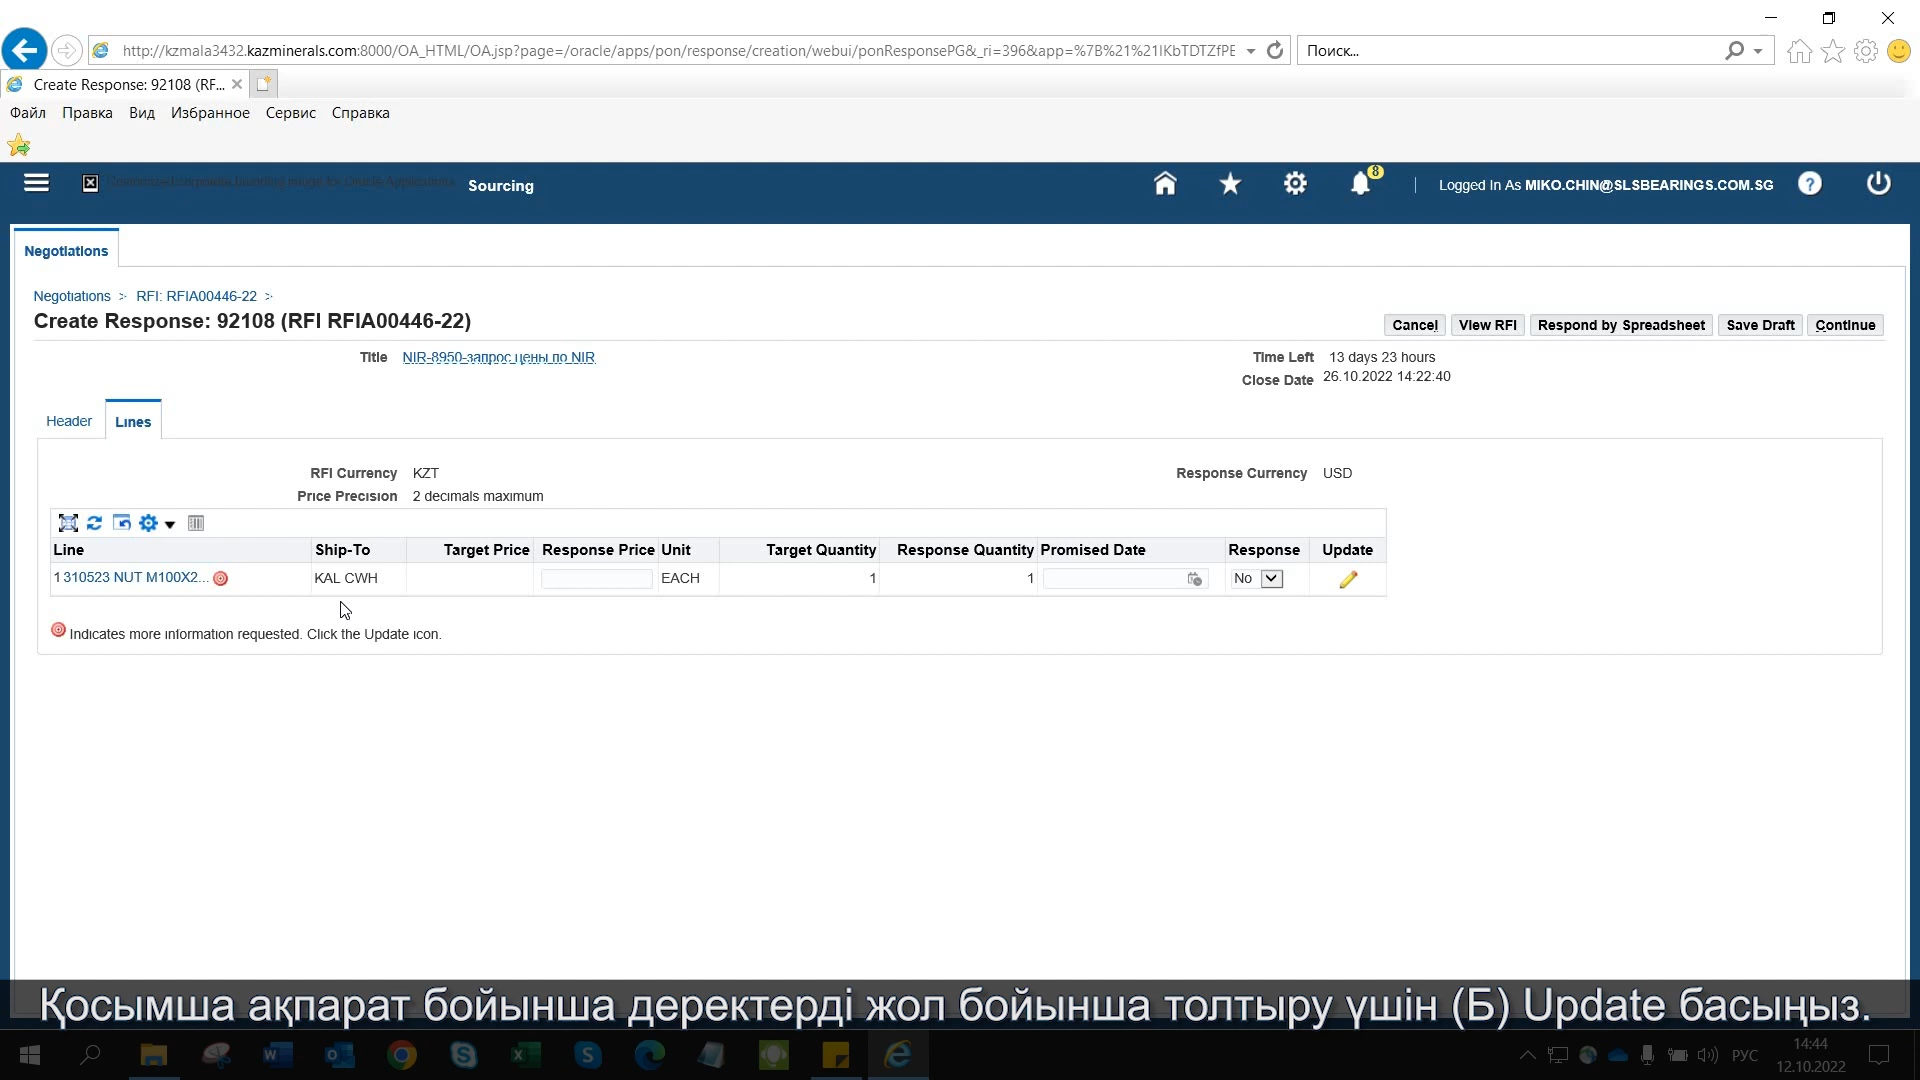 http://kzmala3432.kazminerals.com:8000/OA_HTML/OA.jsp?page=/oracle/apps/pon/response/creation/webui/ponResponsePG&_ri=396&app=%7B%21%21IKbTDTZfPE
Поиск...
Create Response: 92108 (RF...
Файл Правка Вид Избранное Сервис Справка
Sourcing
8
Logged In As MIKO.CHIN@SLSBEARINGS.COM.SG
Negotiations
Negotiations > RFI: RFIA00446-22 >
Create Response: 92108 (RFI RFIA00446-22)
Cancel View RFI Respond by Spreadsheet Save Draft Continue
Title NIR-8950-запрос цены по NIR
Time Left 13 days 23 hours
Close Date 26.10.2022 14:22:40
Header Lines
RFI Currency KZT
Response Currency USD
Price Precision 2 decimals maximum
Line Ship-To Target Price Response Price Unit Target Quantity Response Quantity Promised Date Response Update
1 310523 NUT M100X2... KAL CWH EACH 1 1 No
Indicates more information requested. Click the Update icon.
Қосымша ақпарат бойынша деректерді жол бойынша толтыру үшін (Б) Update басыңыз.
РУС
14:44
12.10.2022